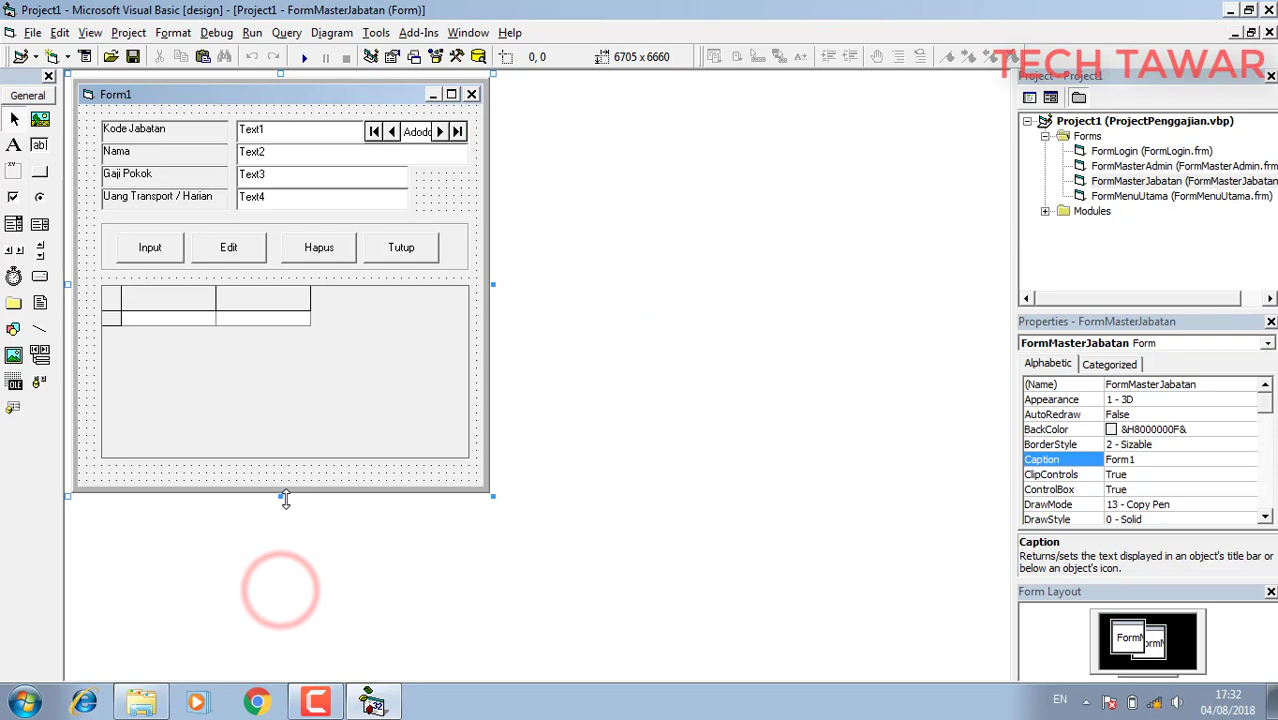 Project1 - Microsoft Visual Basic [design] - [Project1 - FormMasterJabatan (Form)]
File Edit View Project Format Debug Run Query Diagram Tools Add-Ins Window Help
0, 0 6705 x 6660
TECH TAWAR
General
Form1
Kode Jabatan Text1 Adodc
Nama Text2
Gaji Pokok Text3
Uang Transport / Harian Text4
Input Edit Hapus Tutup
Project - Project1
Project1 (ProjectPenggajian.vbp)
Forms
FormLogin (FormLogin.frm)
FormMasterAdmin (FormMasterAdmin.frm
FormMasterJabatan (FormMasterJabatan
FormMenuUtama (FormMenuUtama.frm)
Modules
Properties - FormMasterJabatan
FormMasterJabatan Form
Alphabetic Categorized
(Name) FormMasterJabatan
Appearance 1 - 3D
AutoRedraw False
BackColor &H8000000F&
BorderStyle 2 - Sizable
Caption Form1
ClipControls True
ControlBox True
DrawMode 13 - Copy Pen
DrawStyle 0 - Solid
Caption
Returns/sets the text displayed in an object's title bar or below an object's icon.
Form Layout
EN
17:32
04/08/2018